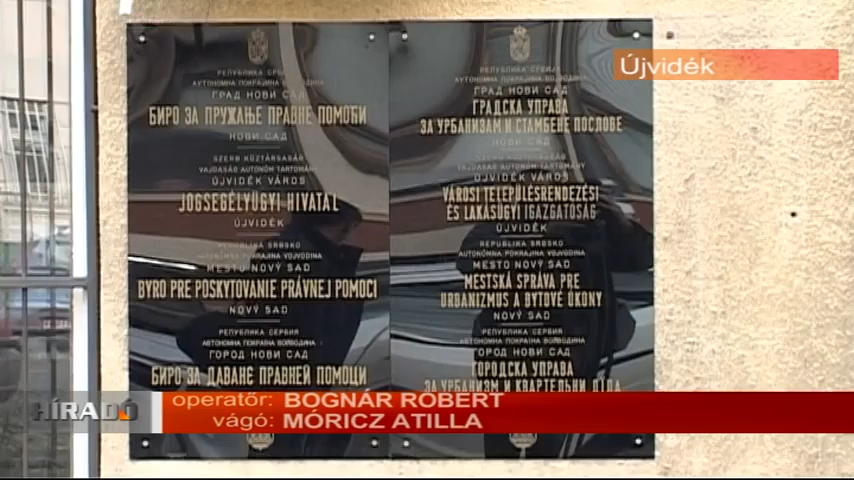 Újvidék
РЕПУБЛИКА СРБИЈА
АУТОНОМНА ПОКРАЈИНА ВОЈВОДИНА
ГРАД НОВИ САД
БИРО ЗА ПРУЖАЊЕ ПРАВНЕ ПОМОЋИ
НОВИ САД
SZERB KÖZTÁRSASÁG
VAJDASÁG AUTONÓM TARTOMÁNY
ÚJVIDÉK VÁROS
JOGSEGÉLYÜGYI HIVATAL
ÚJVIDÉK
REPUBLIKA SRBSKO
AUTONÓMNA POKRAJINA VOJVODINA
MESTO NOVÝ SAD
BYRO PRE POSKYTOVANIE PRÁVNEJ POMOCI
NOVÝ SAD
РЕПУБЛИКА СЕРБИЯ
АВТОНОМНА ПОКРАЇНА ВОЙВОДИНА
ГОРОД НОВИ САД
БИРО ЗА ДАВАНЄ ПРАВНЕЙ ПОМОЦИ
РЕПУБЛИКА СРБИЈА
АУТОНОМНА ПОКРАЈИНА ВОЈВОДИНА
ГРАД НОВИ САД
ГРАДСКА УПРАВА
ЗА УРБАНИЗАМ И СТАМБЕНЕ ПОСЛОВЕ
НОВИ САД
SZERB KÖZTÁRSASÁG
VAJDASÁG AUTONÓM TARTOMÁNY
ÚJVIDÉK VÁROS
VÁROSI TELEPÜLÉSRENDEZÉSI
ÉS LAKÁSÜGYI IGAZGATÓSÁG
ÚJVIDÉK
REPUBLIKA SRBSKO
AUTONÓMNA POKRAJINA VOJVODINA
MESTO NOVÝ SAD
MESTSKÁ SPRÁVA PRE
URBANIZMUS A BYTOVÉ ÚKONY
NOVÝ SAD
РЕПУБЛИКА СЕРБИЯ
АВТОНОМНА ПОКРАЇНА ВОЙВОДИНА
ГОРОД НОВИ САД
ГОРОДСКА УПРАВА
ЗА УРБАНИЗМ И КВАРТЕЛЬНИ ДІЛА
HÍRADÓ
operatőr: BOGNÁR RÓBERT
vágó: MÓRICZ ATILLA